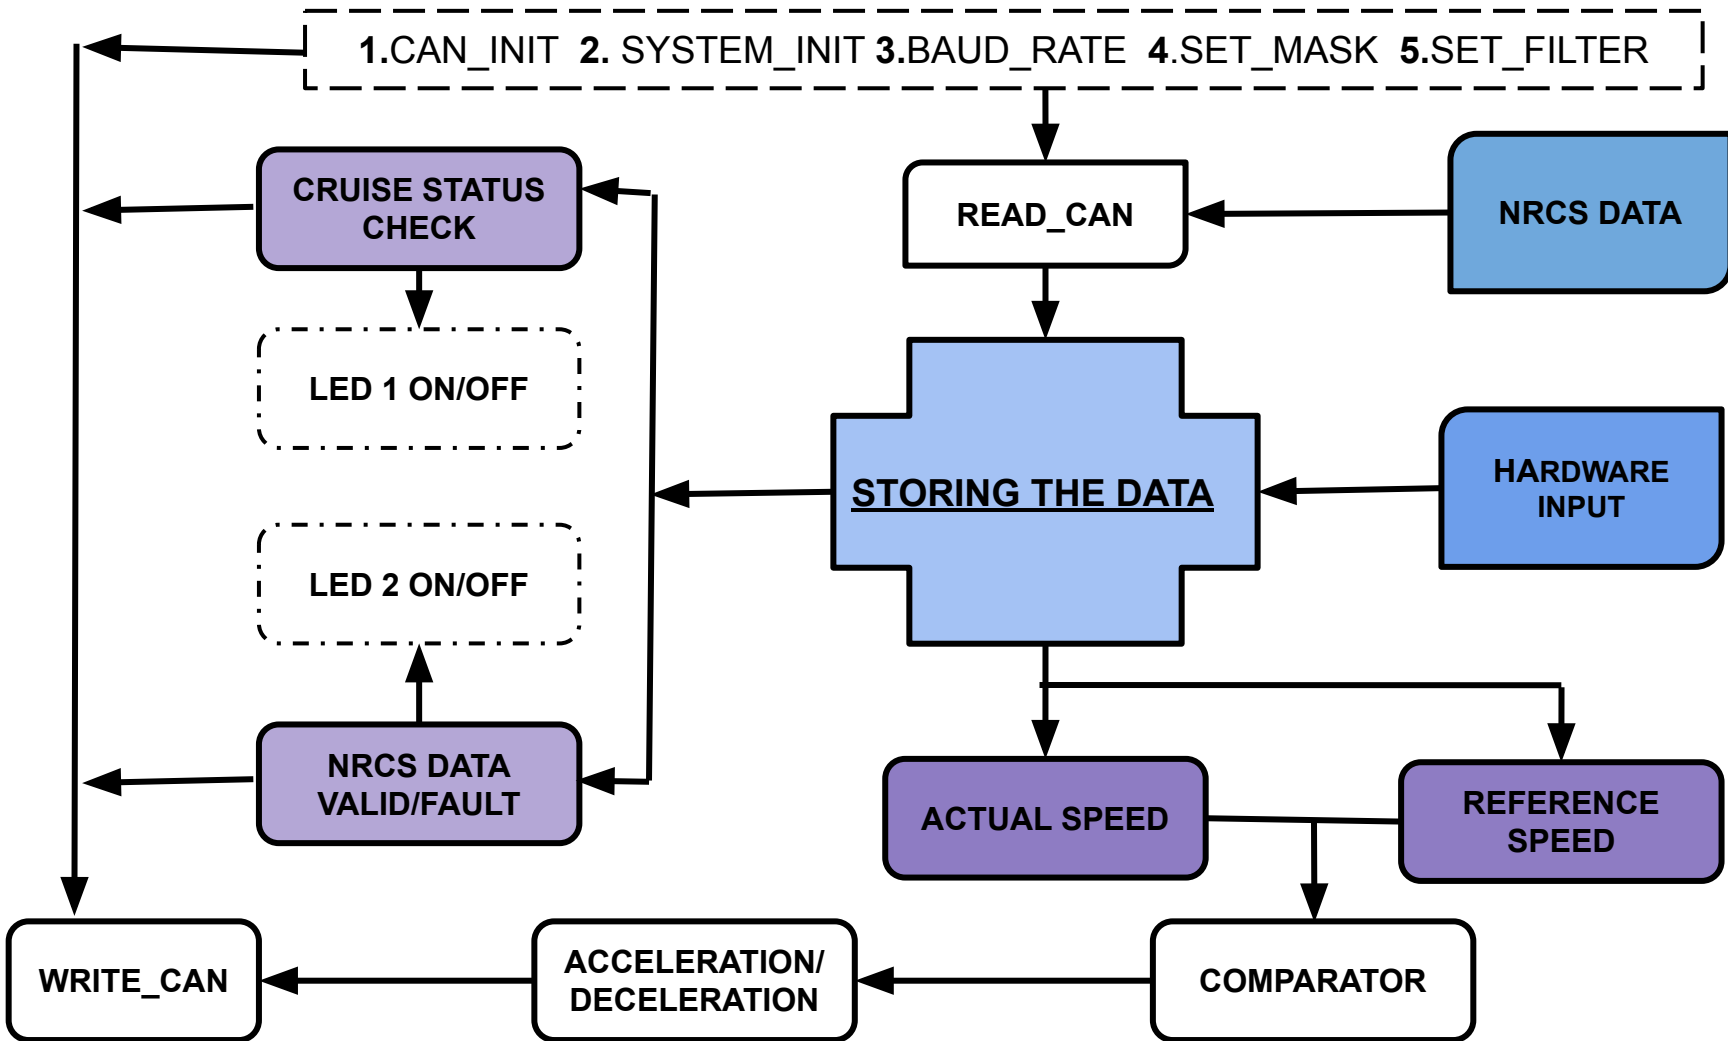 1.CAN_INIT 2. SYSTEM_INIT 3.BAUD_RATE 4.SET_MASK 5.SET_FILTER
CRUISE STATUS
CHECK
READ_CAN
NRCS DATA
LED 1 ON/OFF
STORING THE DATA
HARDWARE
INPUT
LED 2 ON/OFF
NRCS DATA
VALID/FAULT
ACTUAL SPEED
REFERENCE
SPEED
WRITE_CAN
ACCELERATION/
DECELERATION
COMPARATOR